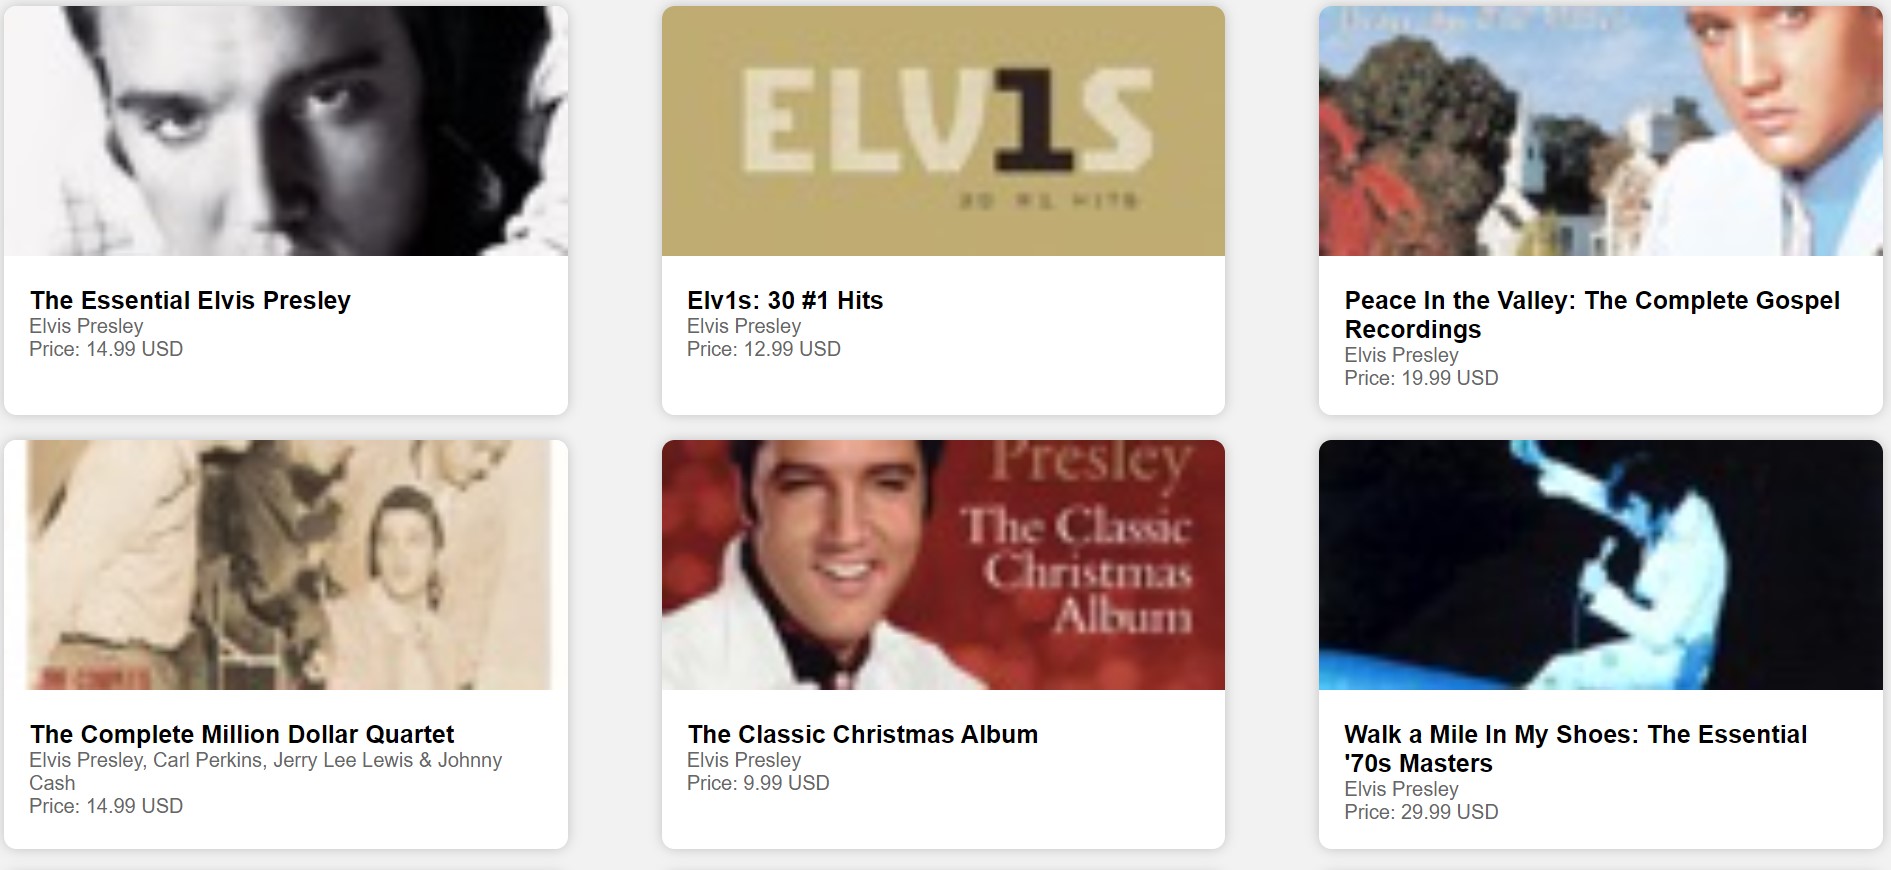 ELV1S
30 #1 HITS
The Essential Elvis Presley
Elvis Presley
Price: 14.99 USD
Elv1s: 30 #1 Hits
Elvis Presley
Price: 12.99 USD
Peace In the Valley: The Complete Gospel
Recordings
Elvis Presley
Price: 19.99 USD
THE COMPLETE
Presley
The Classic
Christmas
Album
The Complete Million Dollar Quartet
Elvis Presley, Carl Perkins, Jerry Lee Lewis & Johnny
Cash
Price: 14.99 USD
The Classic Christmas Album
Elvis Presley
Price: 9.99 USD
Walk a Mile In My Shoes: The Essential
'70s Masters
Elvis Presley
Price: 29.99 USD